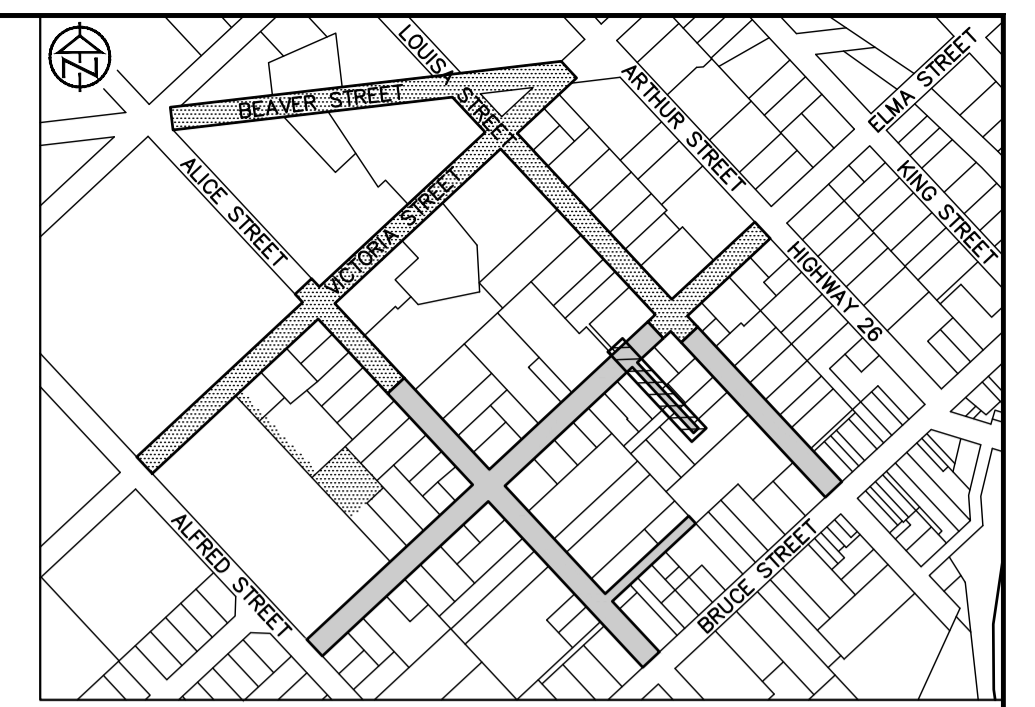 N
LOUISA STREET
ELMA STREET
ARTHUR STREET
BEAVER STREET
KING STREET
ALICE STREET
VICTORIA STREET
HIGHWAY 26
ALFRED STREET
BRUCE STREET